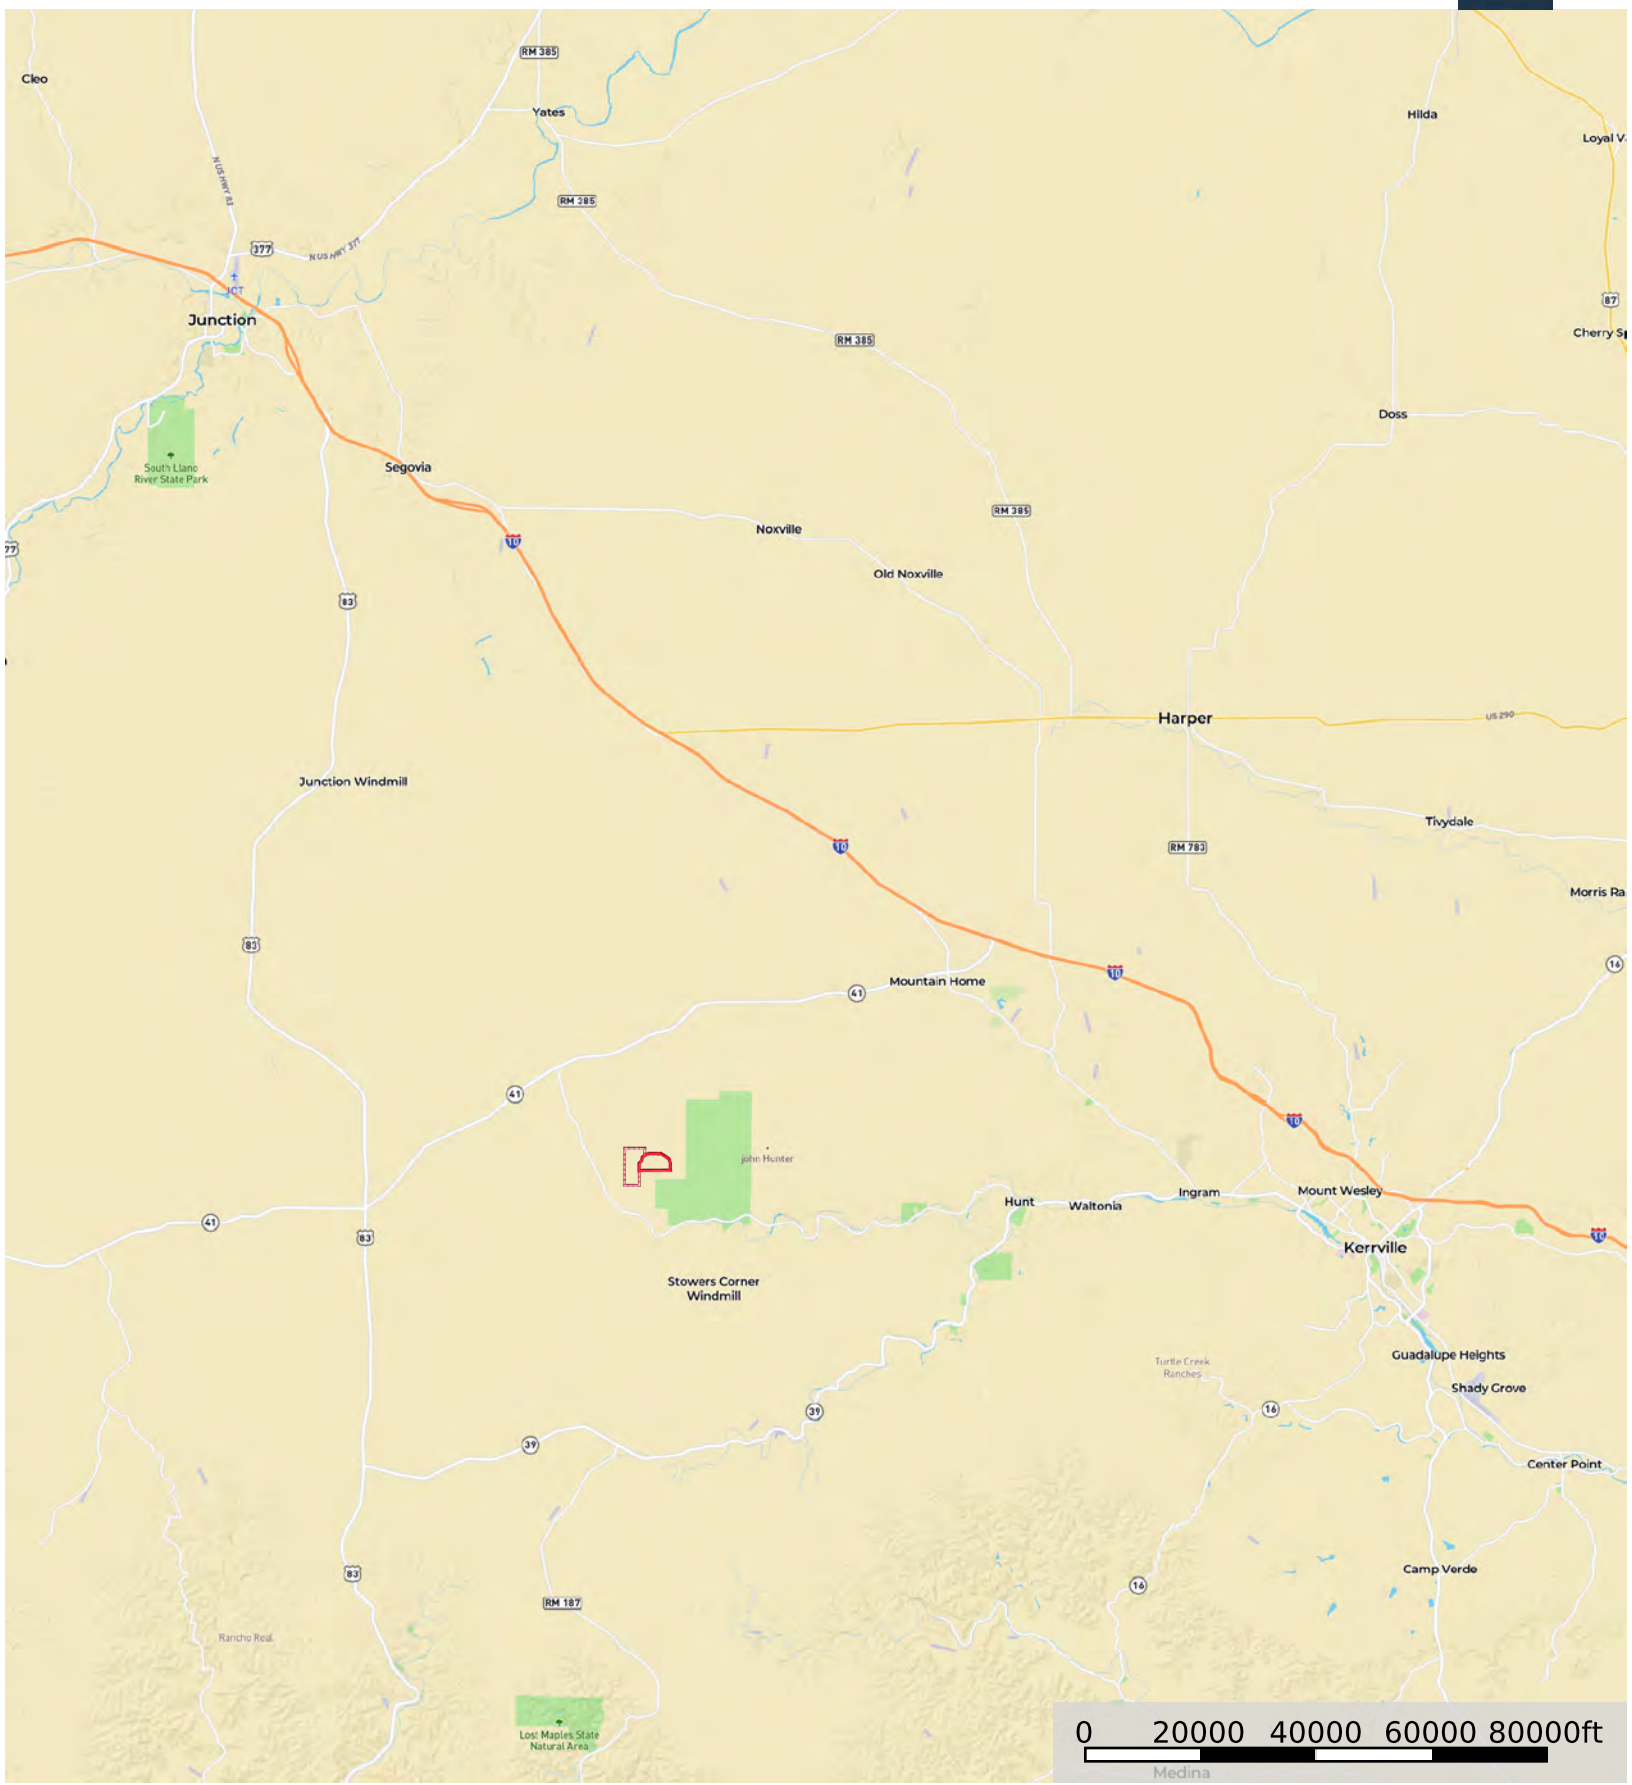 RM 385
Cleo
Yates
Hilda
Loyal V
N US HWY 83
RM 385
377
N US HWY 377
JCT
87
Junction
Cherry Sp
RM 385
Doss
South Llano
River State Park
Segovia
RM 385
Noxville
10
77
Old Noxville
83
Harper
US 290
Junction Windmill
Tivydale
10
RM 783
Morris Ra
83
16
10
Mountain Home
41
41
10
john Hunter
Mount Wesley
Ingram
Hunt
Waltonia
41
83
10
Kerrville
Stowers Corner
Windmill
Guadalupe Heights
Turtle Creek
Ranches
Shady Grove
39
16
39
Center Point
Camp Verde
83
16
RM 187
Rancho Real
Lost Maples State
Natural Area
0 20000 40000 60000 80000ft
Medina